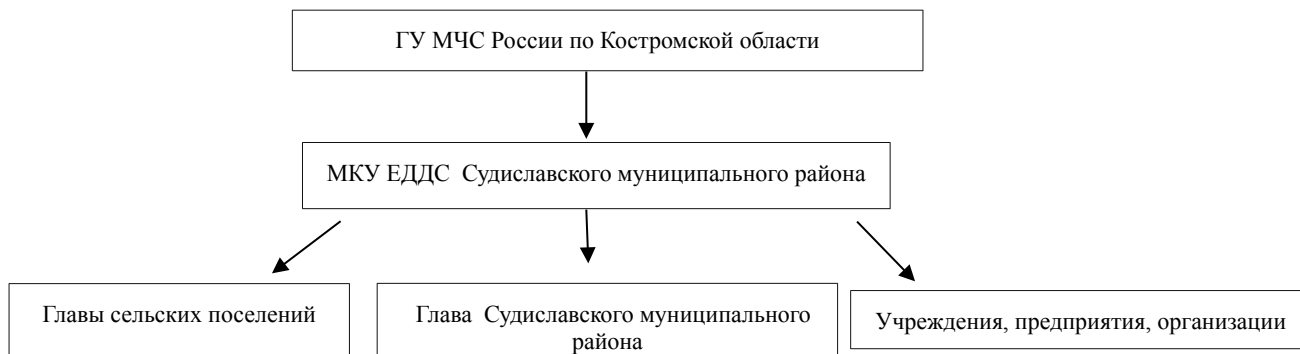 ГУ МЧС России по Костромской области
МКУ ЕДДС  Судиславского муниципального района
Главы сельских поселений
Глава  Судиславского муниципального
района
Учреждения, предприятия, организации